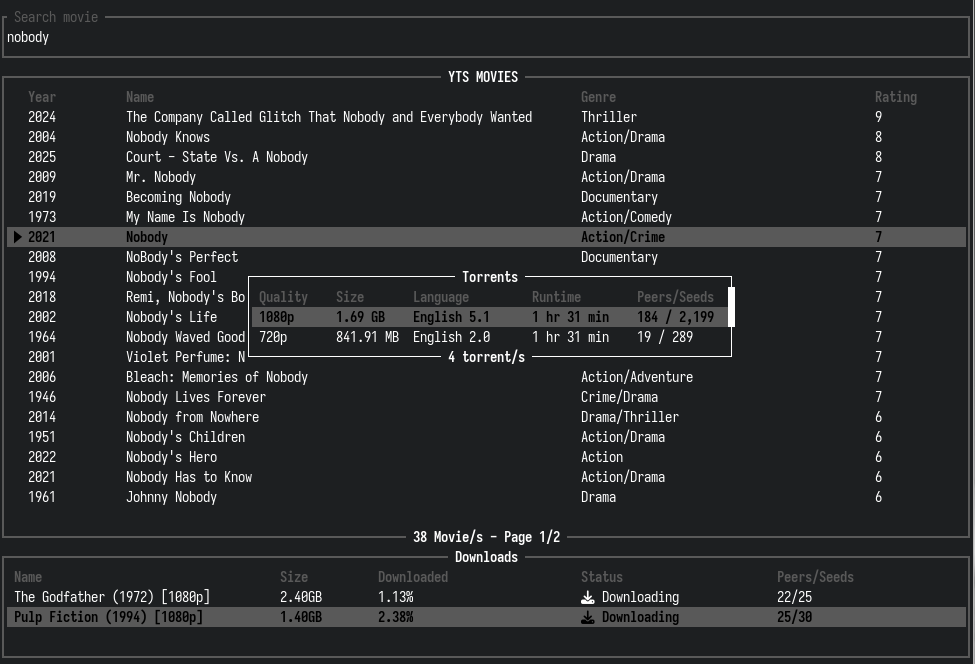 Search movie
nobody
YTS MOVIES
Year Name Genre Rating
2024 The Company Called Glitch That Nobody and Everybody Wanted Thriller 9
2004 Nobody Knows Action/Drama 8
2025 Court - State Vs. A Nobody Drama 8
2009 Mr. Nobody Action/Drama 7
2019 Becoming Nobody Documentary 7
1973 My Name Is Nobody Action/Comedy 7
2021 Nobody Action/Crime 7
2008 NoBody's Perfect Documentary 7
1994 Nobody's Fool Torrents 7
2018 Remi, Nobody's Bo Quality Size Language Runtime Peers/Seeds 7
2002 Nobody's Life 1080p 1.69 GB English 5.1 1 hr 31 min 184 / 2,199 7
1964 Nobody Waved Good 720p 841.91 MB English 2.0 1 hr 31 min 19 / 289 7
2001 Violet Perfume: N 4 torrent/s 7
2006 Bleach: Memories of Nobody Action/Adventure 7
1946 Nobody Lives Forever Crime/Drama 7
2014 Nobody from Nowhere Drama/Thriller 6
1951 Nobody's Children Action/Drama 6
2022 Nobody's Hero Action 6
2021 Nobody Has to Know Action/Drama 6
1961 Johnny Nobody Drama 6
38 Movie/s - Page 1/2
Downloads
Name Size Downloaded Status Peers/Seeds
The Godfather (1972) [1080p] 2.40GB 1.13% Downloading 22/25
Pulp Fiction (1994) [1080p] 1.40GB 2.38% Downloading 25/30